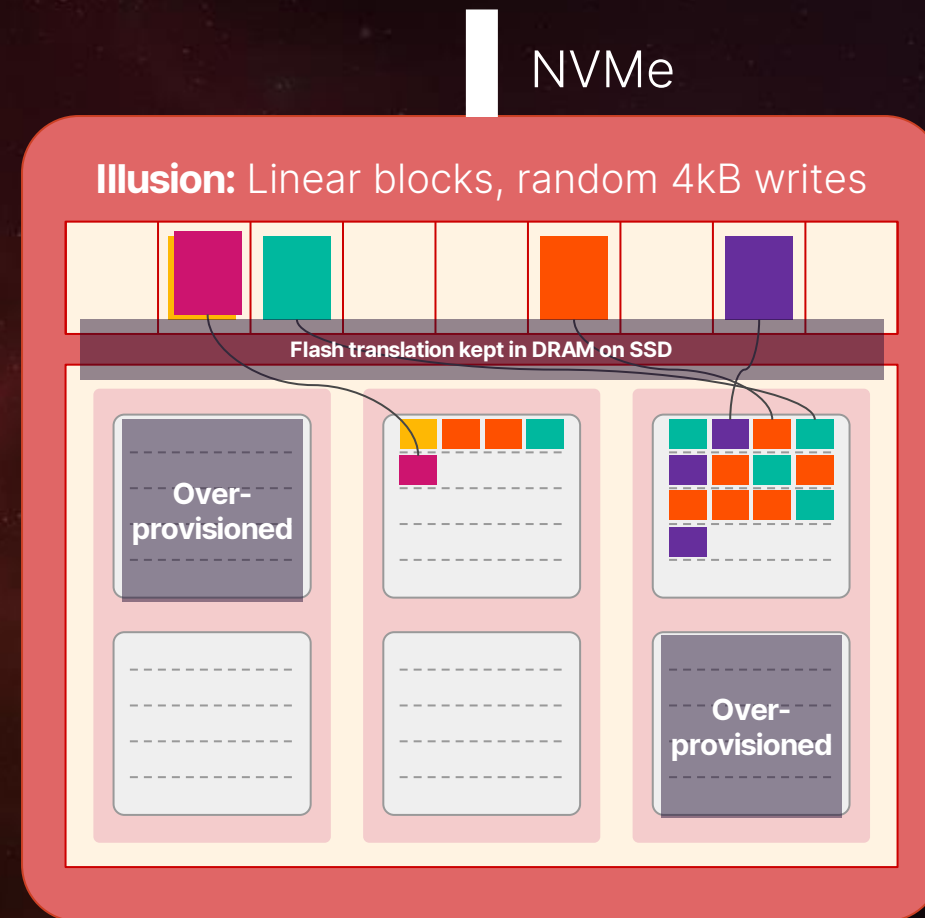 NVMe
Illusion: Linear blocks, random 4kB writes
Flash translation kept in DRAM on SSD
Over-
provisioned
Over-
provisioned